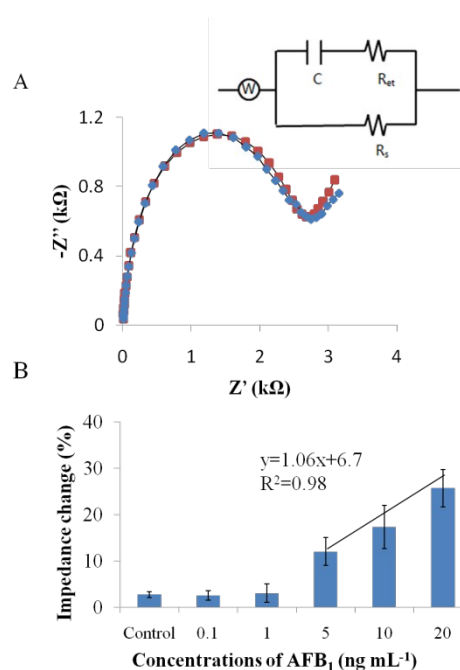 A
W
C
R_et
R_s
1.2
0.8
0.4
0
-Z’’ (kΩ)
0 1 2 3 4
Z’ (kΩ)
B
40
30
20
10
0
Impedance change (%)
y=1.06x+6.7
R²=0.98
Control 0.1 1 5 10 20
Concentrations of AFB₁ (ng mL⁻¹)